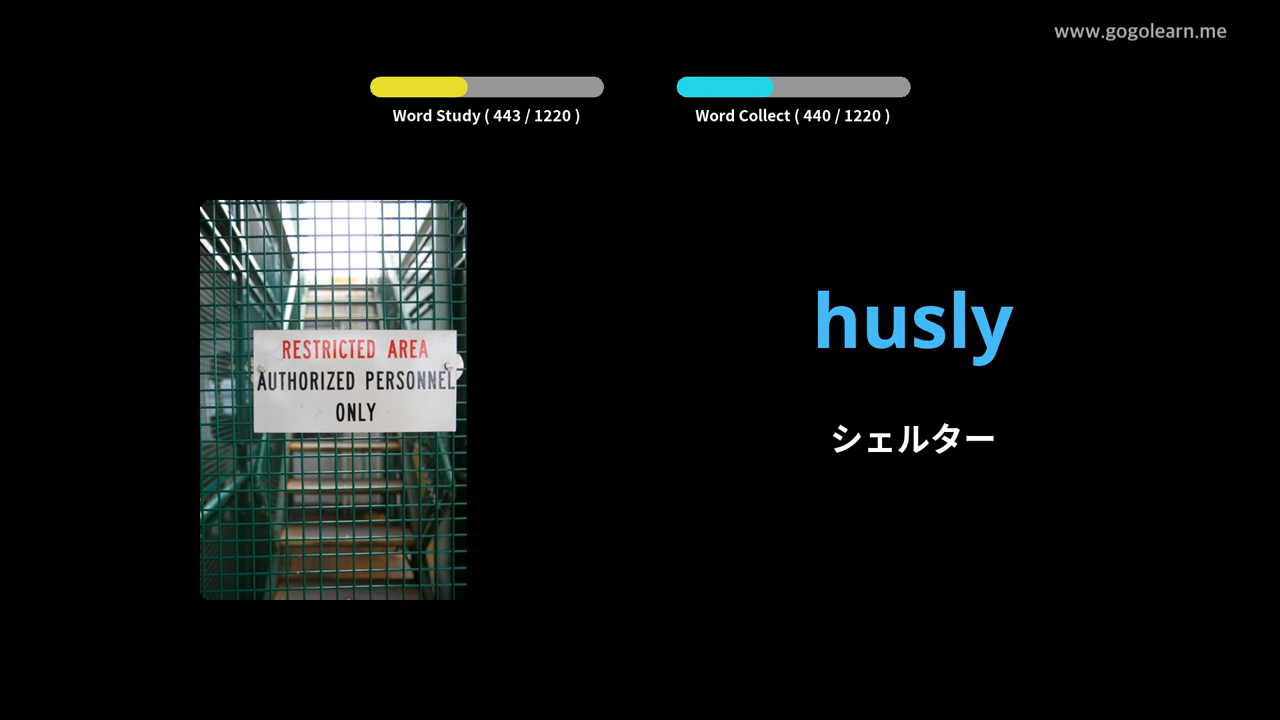 www.gogolearn.me
Word Study ( 443 / 1220 )
Word Collect ( 440 / 1220 )
RESTRICTED AREA
AUTHORIZED PERSONNEL
ONLY
husly
シェルター